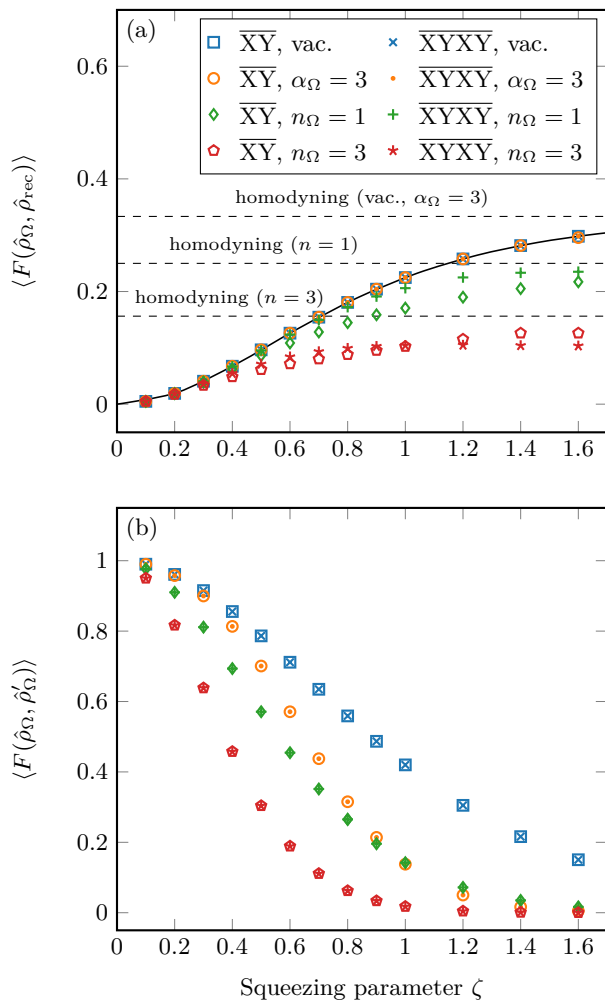 (a)
XY, vac.
XYXY, vac.
XY, αΩ = 3
XYXY, αΩ = 3
XY, nΩ = 1
XYXY, nΩ = 1
XY, nΩ = 3
XYXY, nΩ = 3
homodyning (vac., αΩ = 3)
homodyning (n = 1)
homodyning (n = 3)
⟨F(ρ̂Ω, ρ̂rec)⟩
0.6
0.4
0.2
0
0 0.2 0.4 0.6 0.8 1 1.2 1.4 1.6
(b)
⟨F(ρ̂Ω, ρ̂′Ω)⟩
1
0.8
0.6
0.4
0.2
0
0 0.2 0.4 0.6 0.8 1 1.2 1.4 1.6
Squeezing parameter ζ